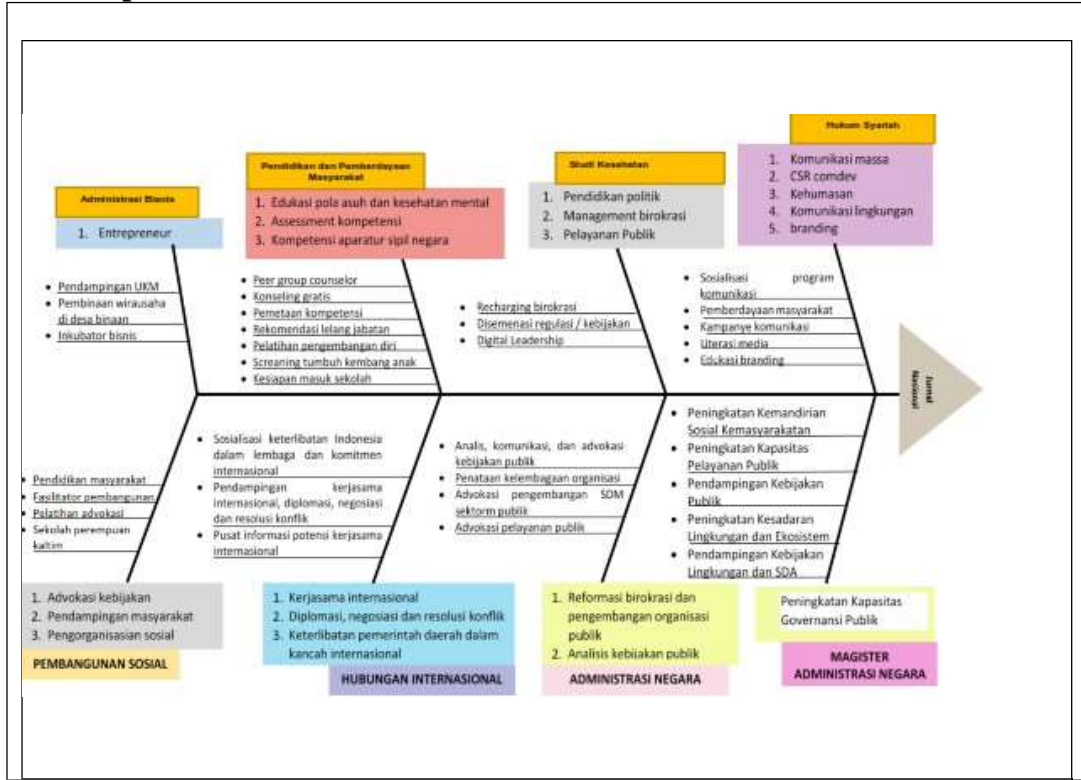 Hukum Syariah
1. Komunikasi massa
2. CSR comdev
3. Kehumasan
4. Komunikasi lingkungan
5. branding
Studi Kesehatan
1. Pendidikan politik
2. Management birokrasi
3. Pelayanan Publik
Pendidikan dan Pemberdayaan
Masyarakat
1. Edukasi pola asuh dan kesehatan mental
2. Assessment kompetensi
3. Kompetensi aparatur sipil negara
Administrasi Bisnis
1. Entrepreneur
• Pendampingan UKM
• Pembinaan wirausaha
di desa binaan
• Inkubator bisnis
• Peer group counselor
• Konseling gratis
• Pemetaan kompetensi
• Rekomendasi lelang jabatan
• Pelatihan pengembangan diri
• Screaning tumbuh kembang anak
• Kesiapan masuk sekolah
• Recharging birokrasi
• Disemenasi regulasi / kebijakan
• Digital Leadership
• Sosialisasi program
komunikasi
• Pemberdayaan masyarakat
• Kampanye komunikasi
• Literasi media
• Edukasi branding
Jurnal
Nasional
• Pendidikan masyarakat
• Fasilitator pembangunan
• Pelatihan advokasi
• Sekolah perempuan
kaltim
• Sosialisasi keterlibatan Indonesia
dalam lembaga dan komitmen
internasional
• Pendampingan kerjasama
internasional, diplomasi, negosiasi
dan resolusi konflik
• Pusat informasi potensi kerjasama
internasional
• Analis, komunikasi, dan advokasi
kebijakan publik
• Penataan kelembagaan organisasi
• Advokasi pengembangan SDM
sektorm publik
• Advokasi pelayanan publik
• Peningkatan Kemandirian
Sosial Kemasyarakatan
• Peningkatan Kapasitas
Pelayanan Publik
• Pendampingan Kebijakan
Publik
• Peningkatan Kesadaran
Lingkungan dan Ekosistem
• Pendampingan Kebijakan
Lingkungan dan SDA
1. Advokasi kebijakan
2. Pendampingan masyarakat
3. Pengorganisasian sosial
PEMBANGUNAN SOSIAL
1. Kerjasama internasional
2. Diplomasi, negosiasi dan resolusi konflik
3. Keterlibatan pemerintah daerah dalam
kancah internasional
HUBUNGAN INTERNASIONAL
1. Reformasi birokrasi dan
pengembangan organisasi
publik
2. Analisis kebijakan publik
ADMINISTRASI NEGARA
Peningkatan Kapasitas
Governansi Publik
MAGISTER
ADMINISTRASI NEGARA